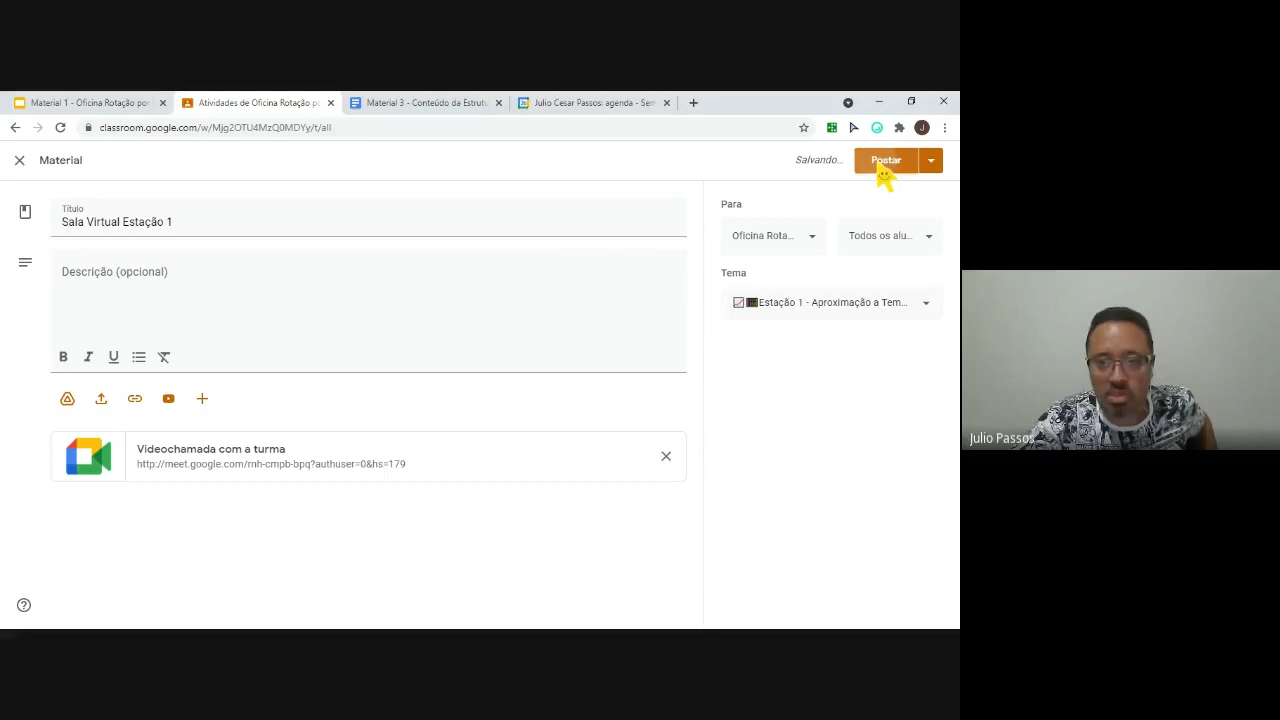 Material 1 - Oficina Rotação por
Atividades de Oficina Rotação po
Material 3 - Conteúdo da Estrutu
Julio Cesar Passos: agenda - Sem
classroom.google.com/w/Mjg2OTU4MzQ0MDYy/t/all
J
Material
Salvando...
Postar
Título
Sala Virtual Estação 1
Descrição (opcional)
B I U
Videochamada com a turma
http://meet.google.com/rnh-cmpb-bpq?authuser=0&hs=179
Para
Oficina Rota...
Todos os alu...
Tema
Estação 1 - Aproximação a Tem...
Julio Passos